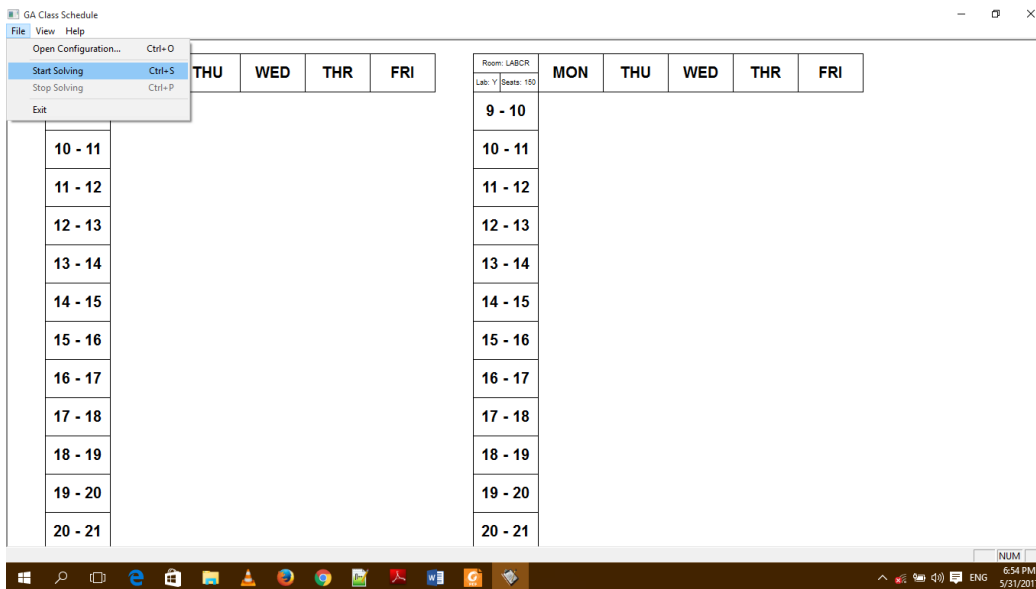 GA Class Schedule
File View Help
Open Configuration... Ctrl+O
Start Solving Ctrl+S
Stop Solving Ctrl+P
Exit
THU WED THR FRI
10 - 11
11 - 12
12 - 13
13 - 14
14 - 15
15 - 16
16 - 17
17 - 18
18 - 19
19 - 20
20 - 21
Room: LABCR
Lab: Y Seats: 150
MON THU WED THR FRI
9 - 10
10 - 11
11 - 12
12 - 13
13 - 14
14 - 15
15 - 16
16 - 17
17 - 18
18 - 19
19 - 20
20 - 21
NUM
ENG
6:54 PM
5/31/201